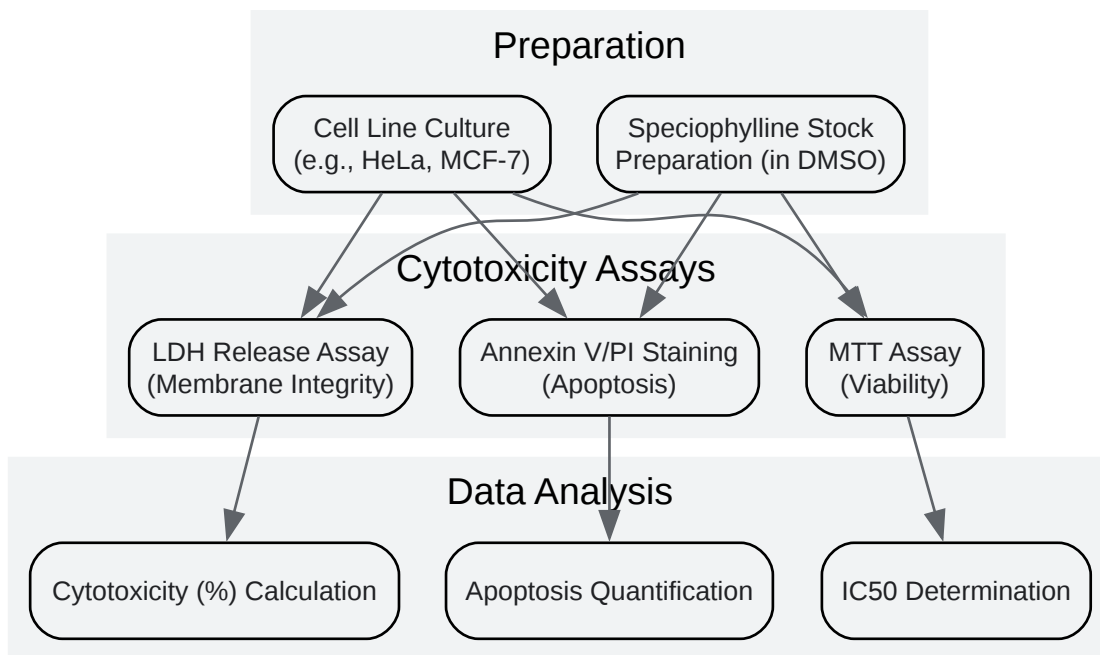 Preparation
Cell Line Culture
(e.g., HeLa, MCF-7)
Speciophylline Stock
Preparation (in DMSO)
Cytotoxicity Assays
LDH Release Assay
(Membrane Integrity)
Annexin V/PI Staining
(Apoptosis)
MTT Assay
(Viability)
Data Analysis
Cytotoxicity (%) Calculation
Apoptosis Quantification
IC50 Determination